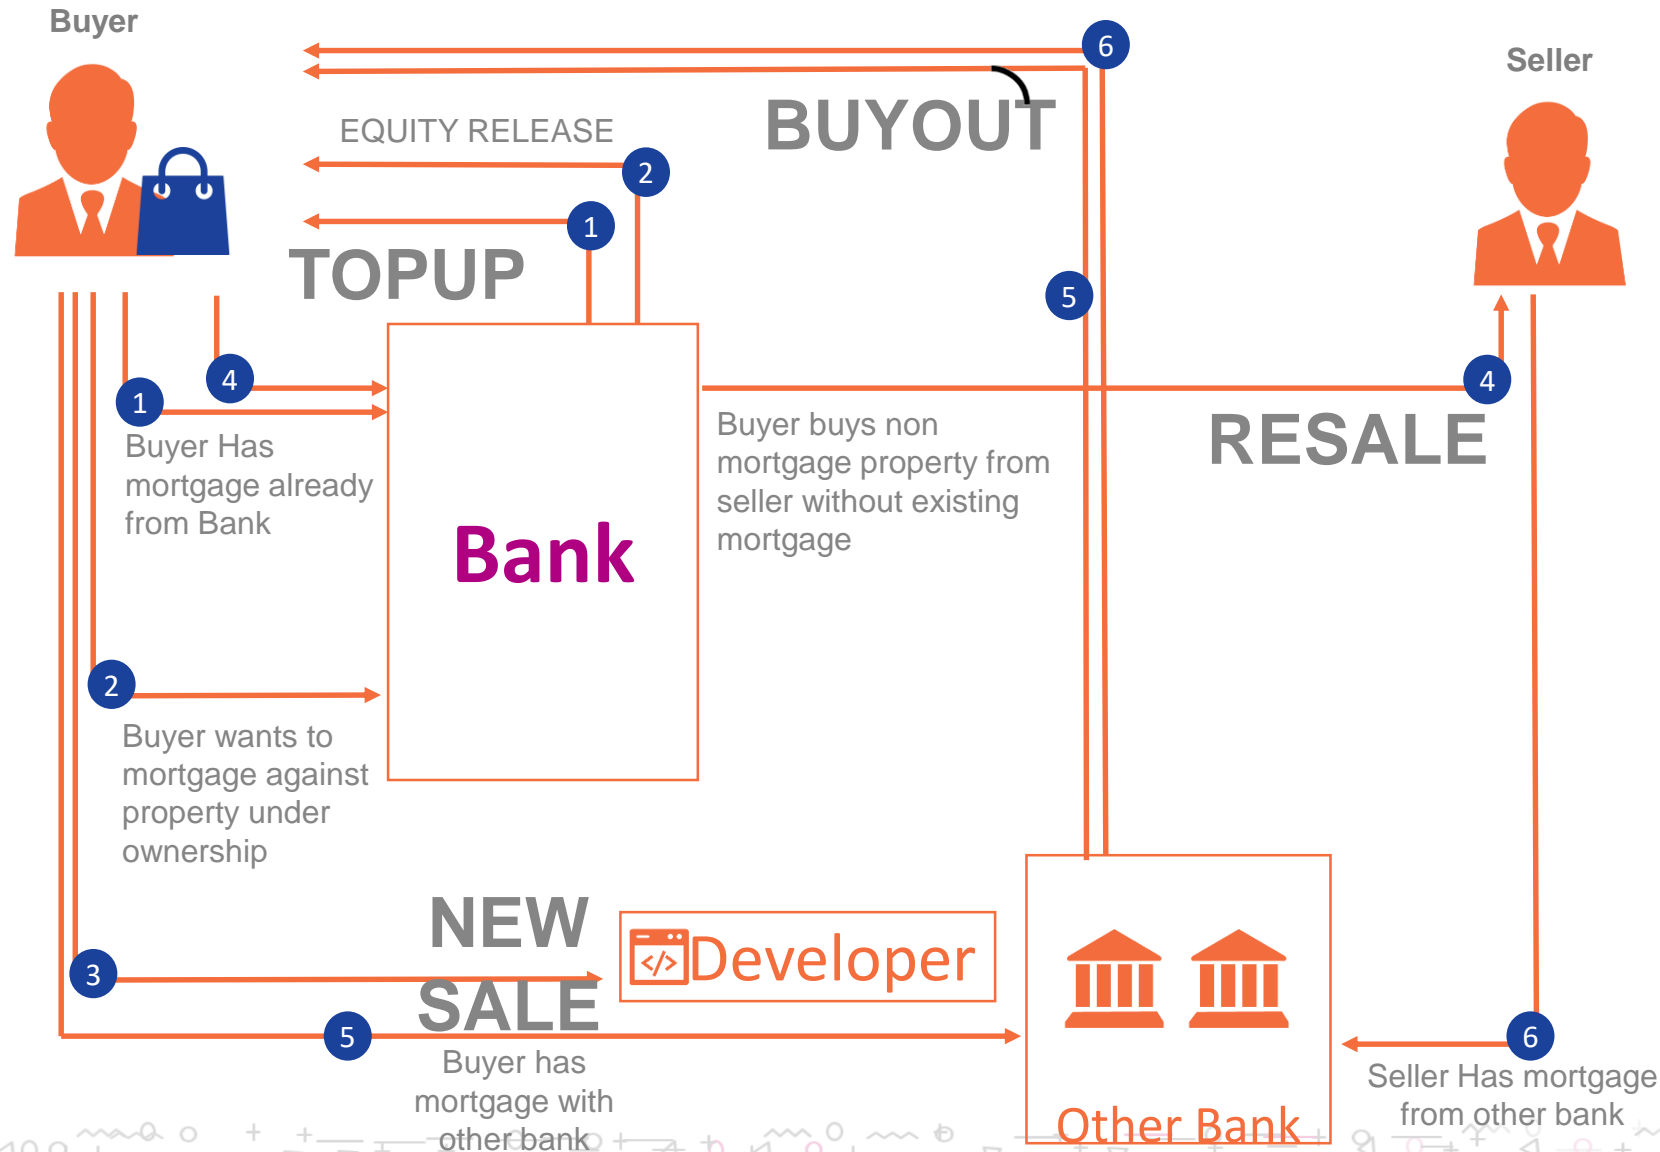 Buyer
6
Seller
BUYOUT
EQUITY RELEASE
2
1
TOPUP
5
4
1
4
Buyer Has
mortgage already
from Bank
Buyer buys non
mortgage property from
seller without existing
mortgage
RESALE
Bank
2
Buyer wants to
mortgage against
property under
ownership
NEW
SALE
3
</> Developer
5
6
Buyer has
mortgage with
other bank
Other Bank
Seller Has mortgage
from other bank